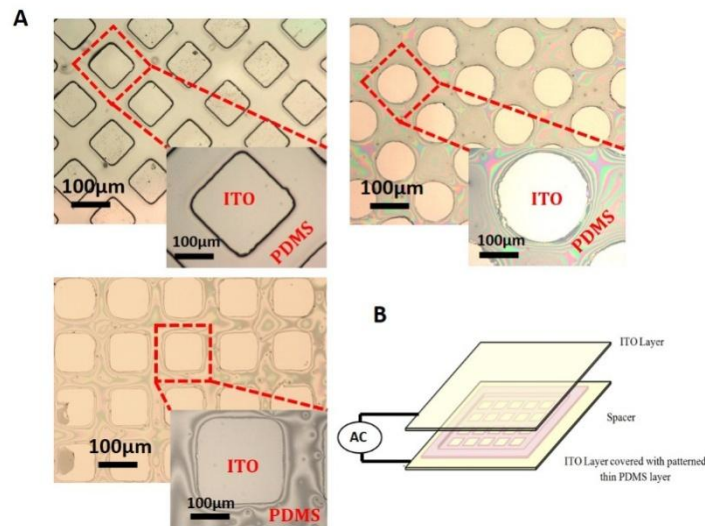 A
100µm
ITO
PDMS
100µm
100µm
ITO
PDMS
100µm
100µm
ITO
PDMS
100µm
B
ITO Layer
Spacer
AC
ITO Layer covered with patterned
thin PDMS layer